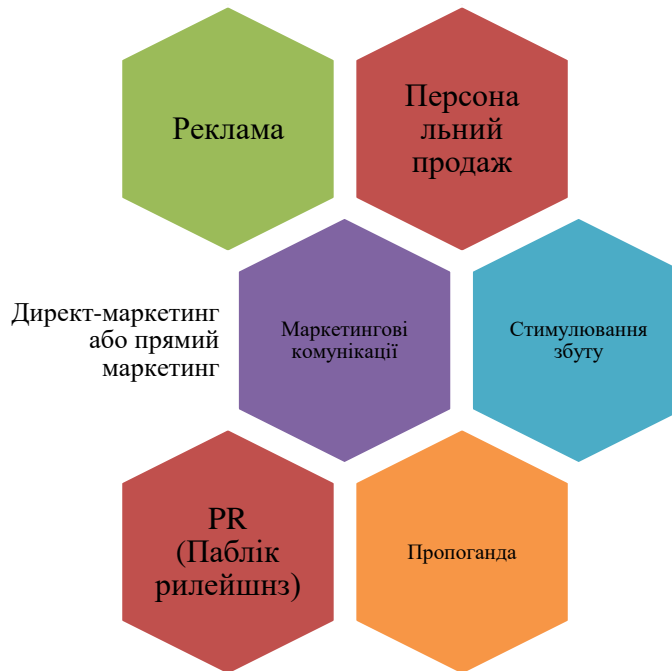 Реклама
Персона
льний
продаж
Директ-маркетинг
або прямий
маркетинг
Маркетингові
комунікації
Стимулювання
збуту
PR
(Паблік
рилейшнз)
Пропоганда